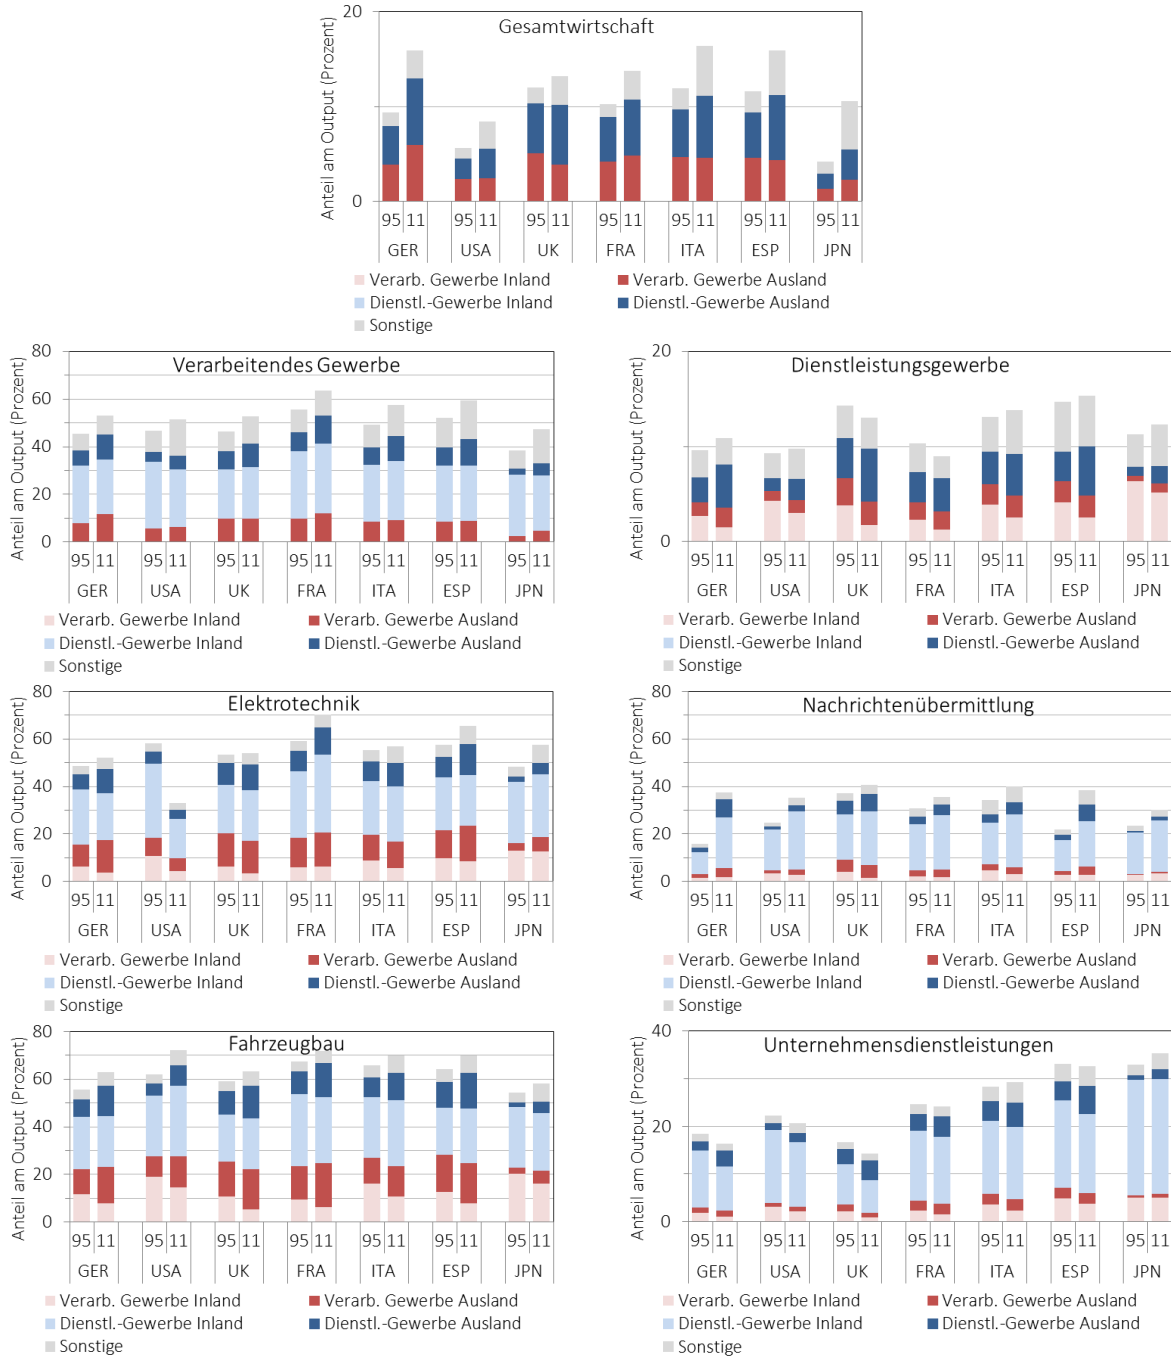 Gesamtwirtschaft
Anteil am Output (Prozent)
20
10
0
95 11 95 11 95 11 95 11 95 11 95 11 95 11
GER USA UK FRA ITA ESP JPN
Verarb. Gewerbe Inland Verarb. Gewerbe Ausland
Dienstl.-Gewerbe Inland Dienstl.-Gewerbe Ausland
Sonstige
Verarbeitendes Gewerbe
Anteil am Output (Prozent)
80
60
40
20
0
95 11 95 11 95 11 95 11 95 11 95 11 95 11
GER USA UK FRA ITA ESP JPN
Verarb. Gewerbe Inland Verarb. Gewerbe Ausland
Dienstl.-Gewerbe Inland Dienstl.-Gewerbe Ausland
Sonstige
Dienstleistungsgewerbe
Anteil am Output (Prozent)
20
10
0
95 11 95 11 95 11 95 11 95 11 95 11 95 11
GER USA UK FRA ITA ESP JPN
Verarb. Gewerbe Inland Verarb. Gewerbe Ausland
Dienstl.-Gewerbe Inland Dienstl.-Gewerbe Ausland
Sonstige
Elektrotechnik
Anteil am Output (Prozent)
80
60
40
20
0
95 11 95 11 95 11 95 11 95 11 95 11 95 11
GER USA UK FRA ITA ESP JPN
Verarb. Gewerbe Inland Verarb. Gewerbe Ausland
Dienstl.-Gewerbe Inland Dienstl.-Gewerbe Ausland
Sonstige
Nachrichtenübermittlung
Anteil am Output (Prozent)
80
60
40
20
0
95 11 95 11 95 11 95 11 95 11 95 11 95 11
GER USA UK FRA ITA ESP JPN
Verarb. Gewerbe Inland Verarb. Gewerbe Ausland
Dienstl.-Gewerbe Inland Dienstl.-Gewerbe Ausland
Sonstige
Fahrzeugbau
Anteil am Output (Prozent)
80
60
40
20
0
95 11 95 11 95 11 95 11 95 11 95 11 95 11
GER USA UK FRA ITA ESP JPN
Verarb. Gewerbe Inland Verarb. Gewerbe Ausland
Dienstl.-Gewerbe Inland Dienstl.-Gewerbe Ausland
Sonstige
Unternehmensdienstleistungen
Anteil am Output (Prozent)
40
20
0
95 11 95 11 95 11 95 11 95 11 95 11 95 11
GER USA UK FRA ITA ESP JPN
Verarb. Gewerbe Inland Verarb. Gewerbe Ausland
Dienstl.-Gewerbe Inland Dienstl.-Gewerbe Ausland
Sonstige